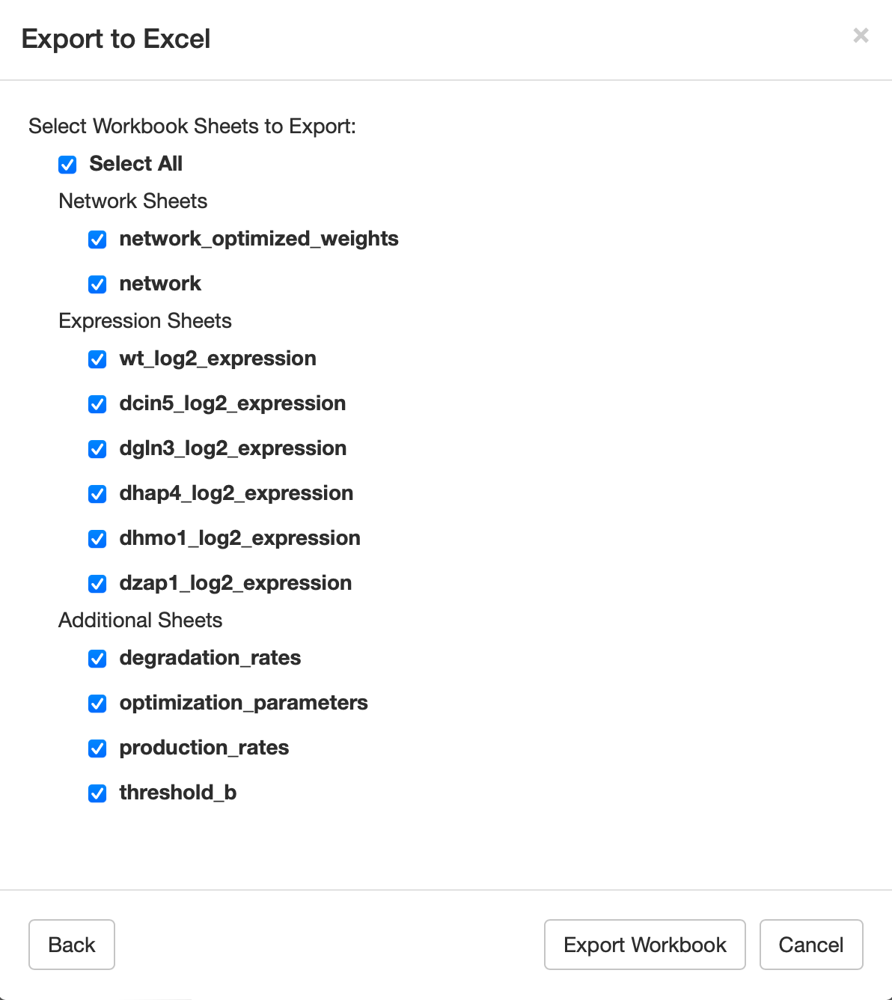 Export to Excel
×
Select Workbook Sheets to Export:
Select All
Network Sheets
network_optimized_weights
network
Expression Sheets
wt_log2_expression
dcin5_log2_expression
dgln3_log2_expression
dhap4_log2_expression
dhmo1_log2_expression
dzap1_log2_expression
Additional Sheets
degradation_rates
optimization_parameters
production_rates
threshold_b
Back
Export Workbook
Cancel